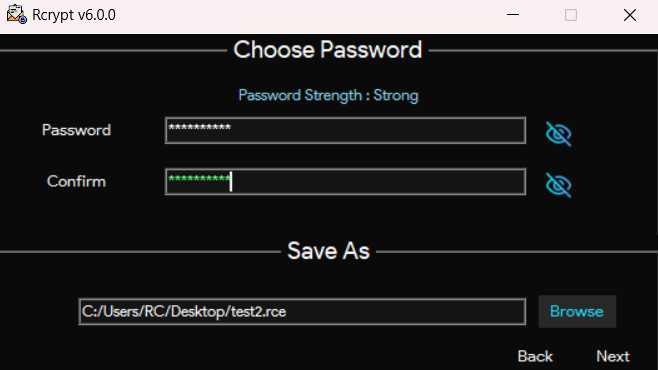 Rcrypt v6.0.0
Choose Password
Password Strength : Strong
Password **********
Confirm **********
Save As
C:/Users/RC/Desktop/test2.rce Browse
Back Next